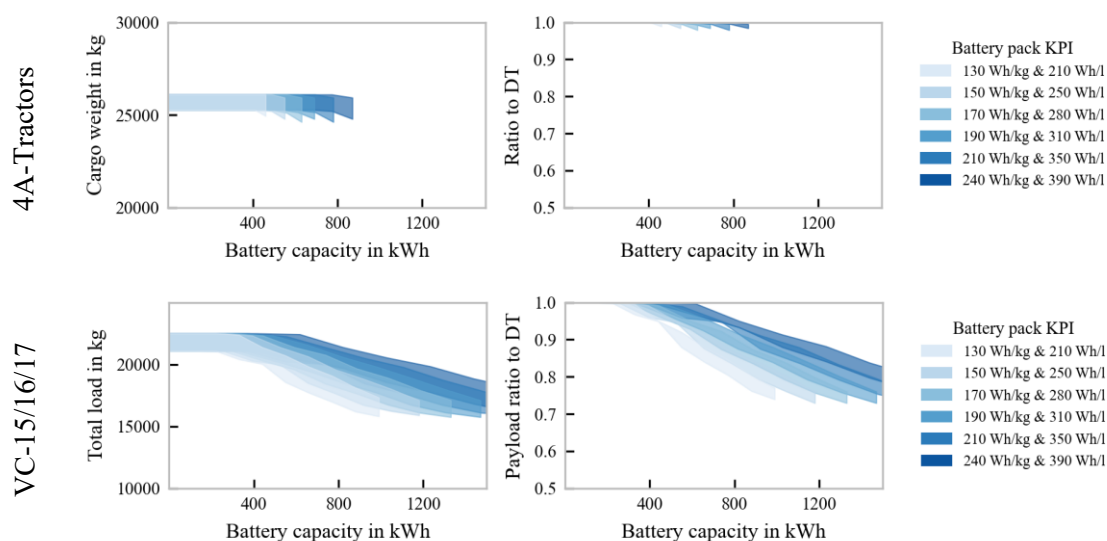 4A-Tractors
Cargo weight in kg
30000
25000
20000
400
800
1200
Battery capacity in kWh
Ratio to DT
1.0
0.9
0.8
0.7
0.6
0.5
400
800
1200
Battery capacity in kWh
Battery pack KPI
130 Wh/kg & 210 Wh/l
150 Wh/kg & 250 Wh/l
170 Wh/kg & 280 Wh/l
190 Wh/kg & 310 Wh/l
210 Wh/kg & 350 Wh/l
240 Wh/kg & 390 Wh/l
VC-15/16/17
Total load in kg
20000
15000
10000
400
800
1200
Battery capacity in kWh
Payload ratio to DT
1.0
0.9
0.8
0.7
0.6
0.5
400
800
1200
Battery capacity in kWh
Battery pack KPI
130 Wh/kg & 210 Wh/l
150 Wh/kg & 250 Wh/l
170 Wh/kg & 280 Wh/l
190 Wh/kg & 310 Wh/l
210 Wh/kg & 350 Wh/l
240 Wh/kg & 390 Wh/l